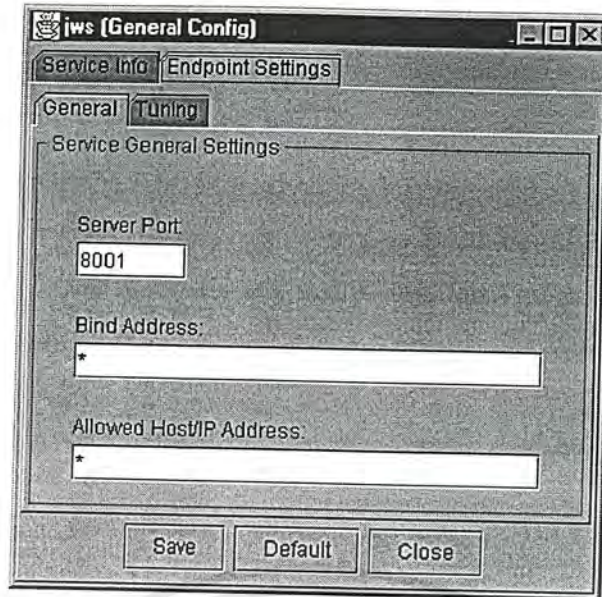 jws (General Config)
Service Info Endpoint Settings
General Tuning
Service General Settings
Server Port:
8001
Bind Address:
*
Allowed Host/IP Address:
*
Save Default Close